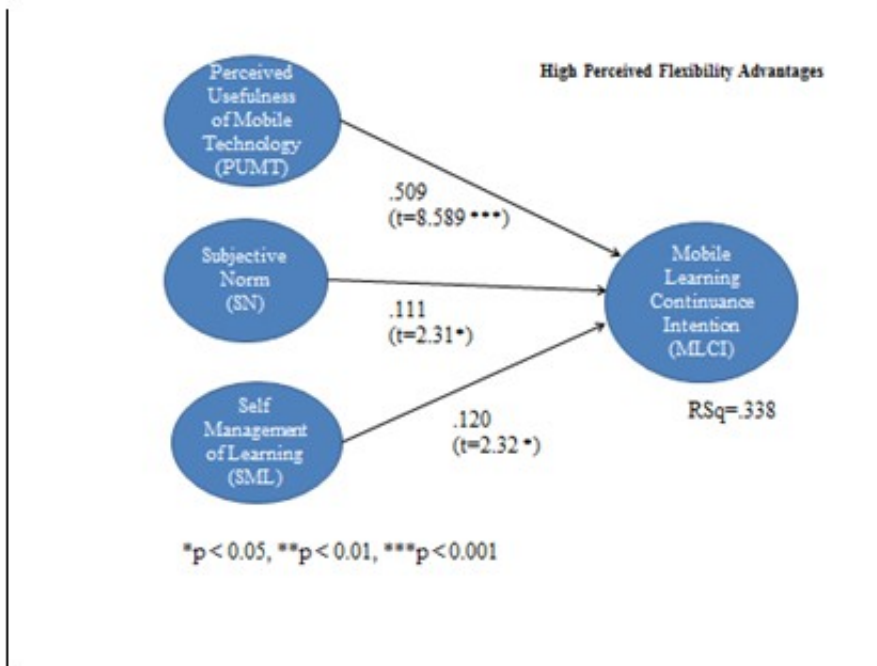 High Perceived Flexibility Advantages
Perceived
Usefulness
of Mobile
Technology
(PUMT)
.509
(t=8.589 ***)
Subjective
Norm
(SN)
.111
(t=2.31*)
Mobile
Learning
Continuance
Intention
(MLCI)
RSq=.338
Self
Management
of Learning
(SML)
.120
(t=2.32 *)
*p < 0.05, **p < 0.01, ***p < 0.001